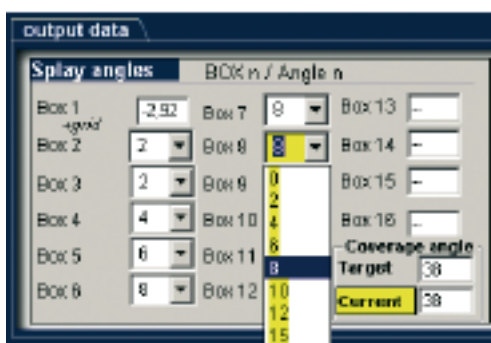 output data
Splay angles BOX n / Angle n
Box 1 -2,92 Box 7 8 Box 13 --
+grid
Box 2 2 Box 8 8 Box 14 --
Box 3 2 Box 9 Box 15 --
Box 4 4 Box 10 Box 16 --
Box 5 6 Box 11
Box 6 8 Box 12
0
2
4
6
8
10
12
15
Coverage angle
Target 38
Current 38